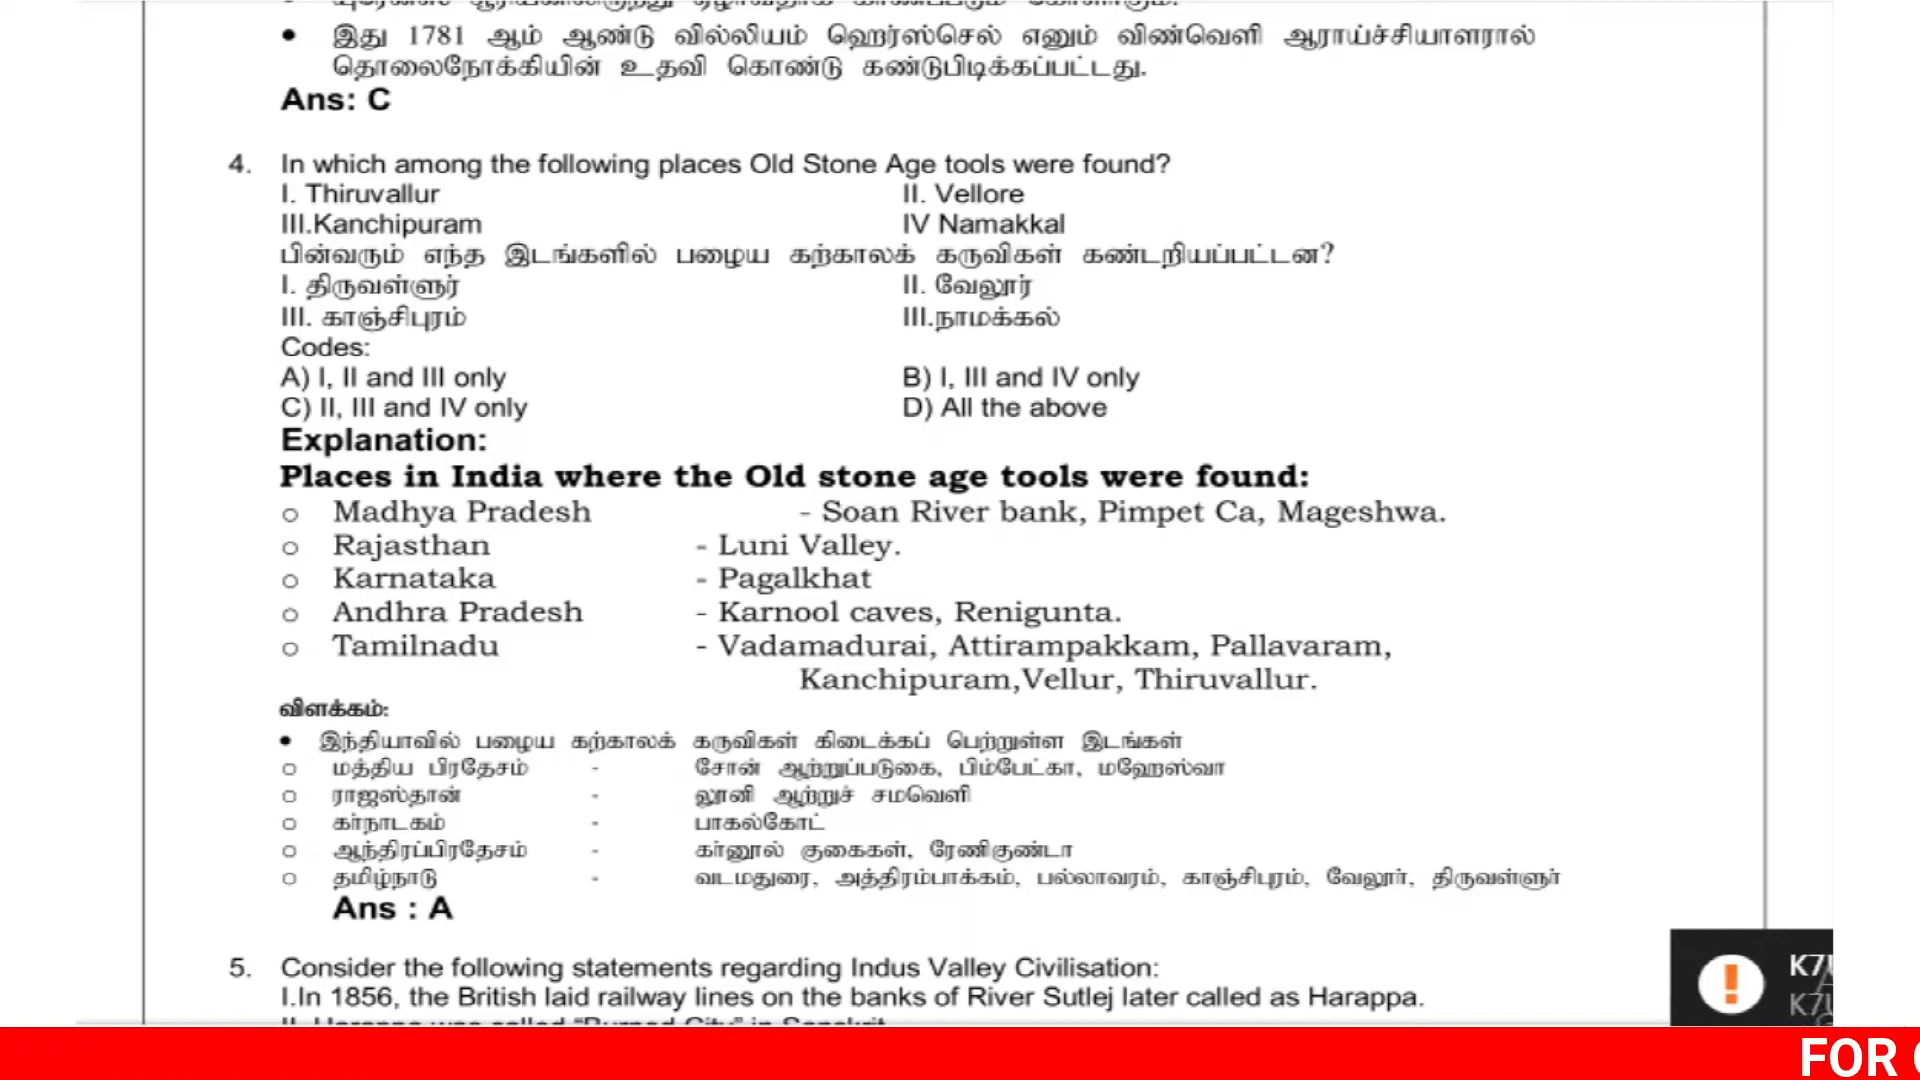 இது 1781 ஆம் ஆண்டு வில்லியம் ஹெர்ஸ்செல் எனும் விண்வெளி ஆராய்ச்சியாளரால்
தொலைநோக்கியின் உதவி கொண்டு கண்டுபிடிக்கப்பட்டது.
Ans: C
4. In which among the following places Old Stone Age tools were found?
I. Thiruvallur II. Vellore
III.Kanchipuram IV Namakkal
பின்வரும் எந்த இடங்களில் பழைய கற்காலக் கருவிகள் கண்டறியப்பட்டன?
I. திருவள்ளுர் II. வேலூர்
III. காஞ்சிபுரம் III.நாமக்கல்
Codes:
A) I, II and III only B) I, III and IV only
C) II, III and IV only D) All the above
Explanation:
Places in India where the Old stone age tools were found:
o Madhya Pradesh - Soan River bank, Pimpet Ca, Mageshwa.
o Rajasthan - Luni Valley.
o Karnataka - Pagalkhat
o Andhra Pradesh - Karnool caves, Renigunta.
o Tamilnadu - Vadamadurai, Attirampakkam, Pallavaram,
Kanchipuram,Vellur, Thiruvallur.
விளக்கம்:
• இந்தியாவில் பழைய கற்காலக் கருவிகள் கிடைக்கப் பெற்றுள்ள இடங்கள்
o மத்திய பிரதேசம் - சோன் ஆற்றுப்படுகை, பிம்பேட்கா, மஹேஸ்வா
o ராஜஸ்தான் - லூனி ஆற்றுச் சமவெளி
o கர்நாடகம் - பாகல்கோட்
o ஆந்திரப்பிரதேசம் - கர்னூல் குகைகள், ரேணிகுண்டா
o தமிழ்நாடு - வடமதுரை, அத்திரம்பாக்கம், பல்லாவரம், காஞ்சிபுரம், வேலூர், திருவள்ளுர்
Ans : A
5. Consider the following statements regarding Indus Valley Civilisation:
I.In 1856, the British laid railway lines on the banks of River Sutlej later called as Harappa.
FOR